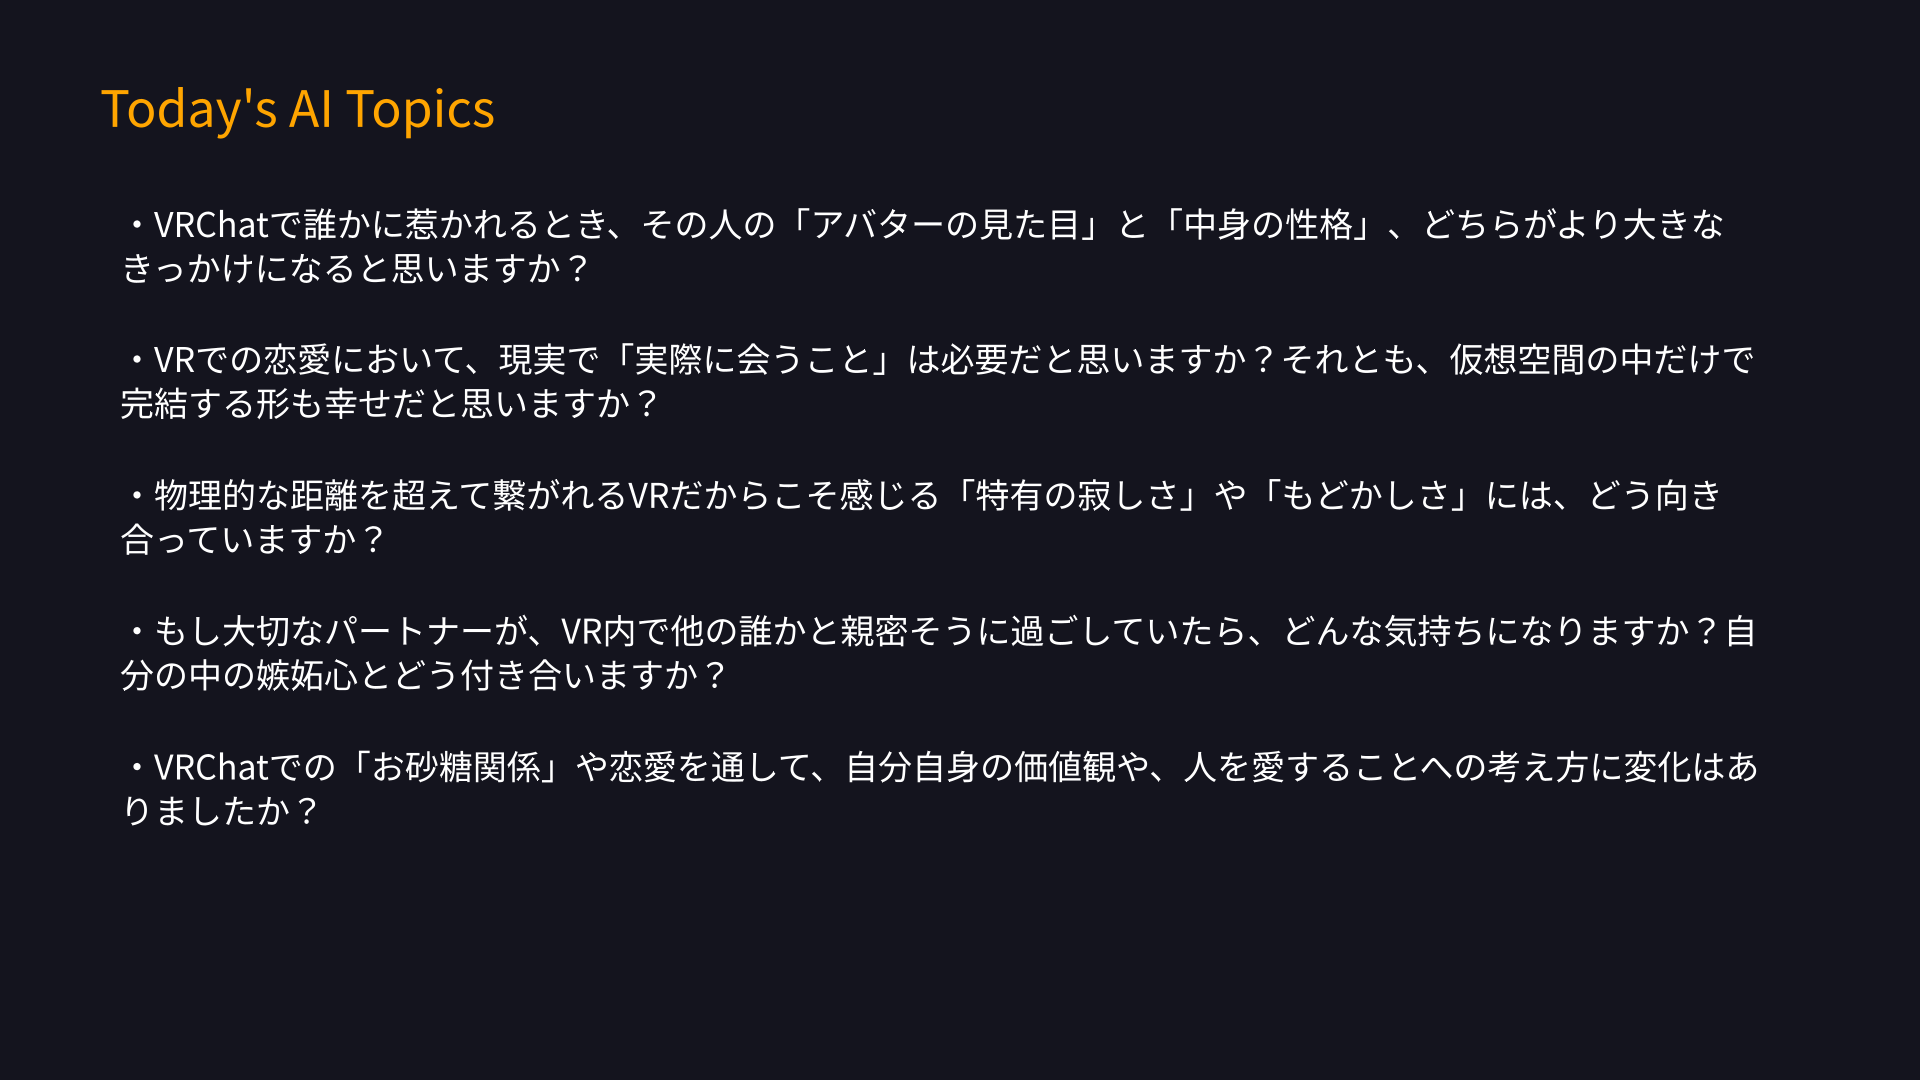 Today's AI Topics
・VRChatで誰かに惹かれるとき、その人の「アバターの見た目」と「中身の性格」、どちらがより大きな
きっかけになると思いますか？
・VRでの恋愛において、現実で「実際に会うこと」は必要だと思いますか？それとも、仮想空間の中だけで
完結する形も幸せだと思いますか？
・物理的な距離を超えて繋がれるVRだからこそ感じる「特有の寂しさ」や「もどかしさ」には、どう向き
合っていますか？
・もし大切なパートナーが、VR内で他の誰かと親密そうに過ごしていたら、どんな気持ちになりますか？自
分の中の嫉妬心とどう付き合いますか？
・VRChatでの「お砂糖関係」や恋愛を通して、自分自身の価値観や、人を愛することへの考え方に変化はあ
りましたか？